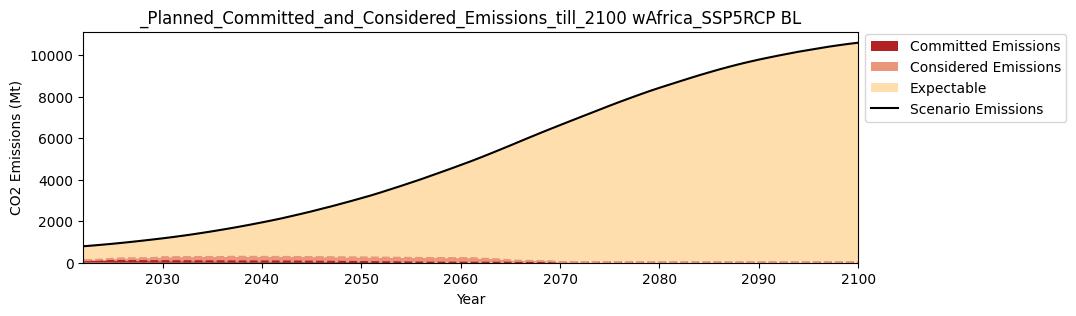 _Planned_Committed_and_Considered_Emissions_till_2100 wAfrica_SSP5RCP BL
CO2 Emissions (Mt)
10000
8000
6000
4000
2000
0
2030 2040 2050 2060 2070 2080 2090 2100
Year
Committed Emissions
Considered Emissions
Expectable
Scenario Emissions